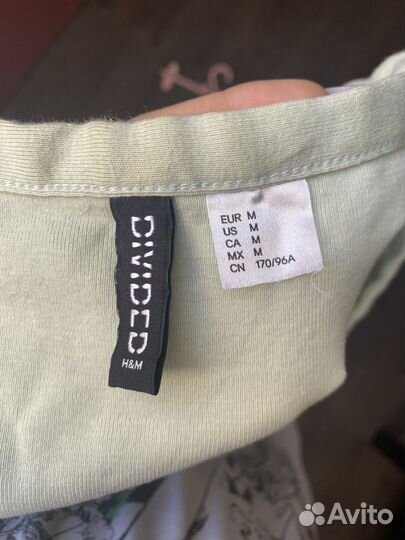 DIVIDED
H&M
EUR M
US M
CA M
MX M
CN 170/96A
Avito